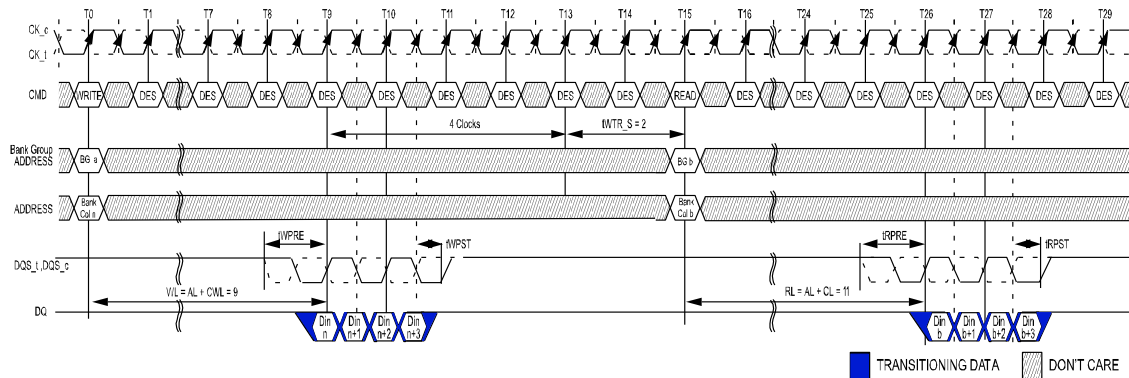 T0 T1 T7 T8 T9 T10 T11 T12 T13 T14 T15 T16 T24 T25 T26 T27 T28 T29
CK_c
CK_t
CMD WRITE DES DES DES DES DES DES DES DES DES READ DES DES DES DES DES DES DES
4 Clocks tWTR_S = 2
Bank Group
ADDRESS BG a BG b
ADDRESS Bank
Col n Bank
Col b
tWPRE tWPST tRPRE tRPST
DQS_t ,DQS_c
WL = AL + CWL = 9 RL = AL + CL = 11
DQ Din
n Din
n+1 Din
n+2 Din
n+3 Din
b Din
b+1 Din
b+2 Din
b+3
TRANSITIONING DATA DON'T CARE